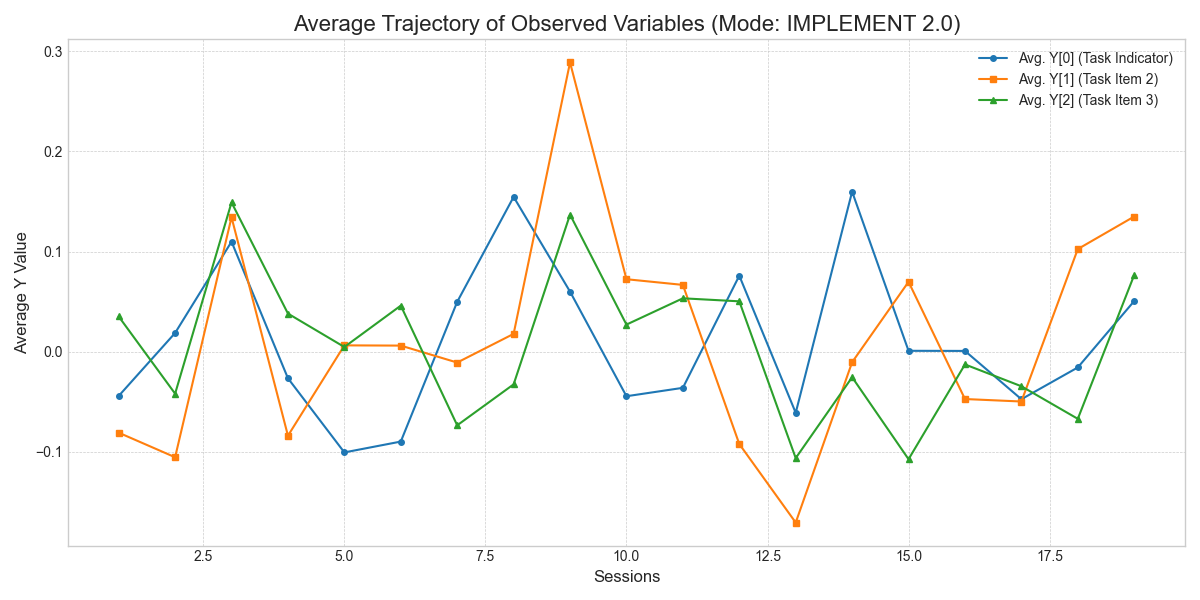 Average Trajectory of Observed Variables (Mode: IMPLEMENT 2.0)
Avg. Y[0] (Task Indicator)
Avg. Y[1] (Task Item 2)
Avg. Y[2] (Task Item 3)
Average Y Value
0.3
0.2
0.1
0.0
−0.1
2.5 5.0 7.5 10.0 12.5 15.0 17.5
Sessions